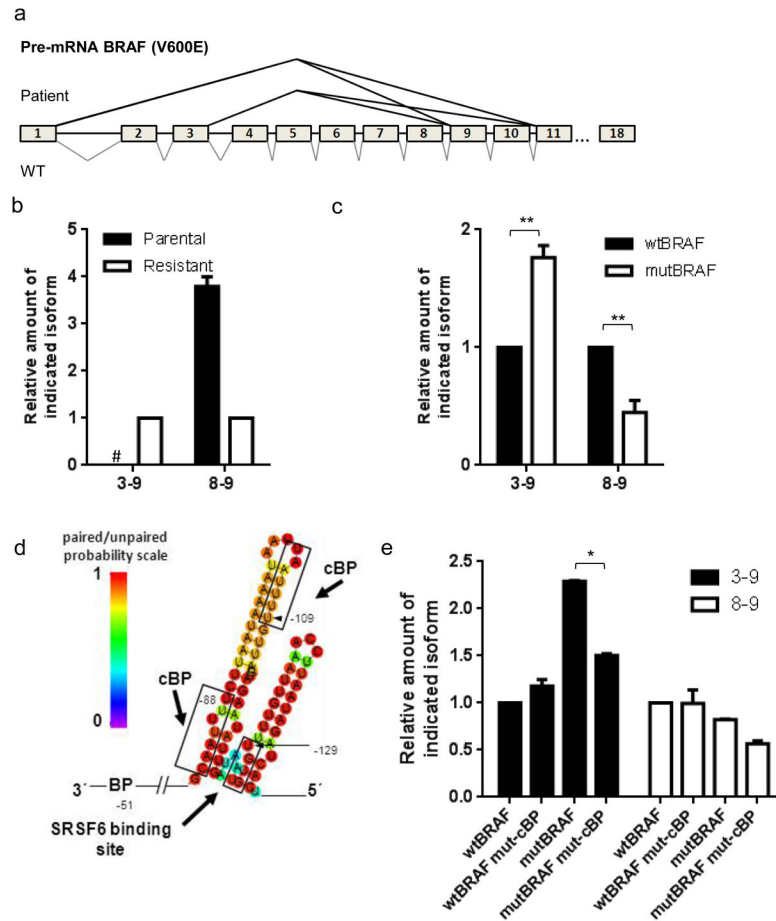 a
Pre-mRNA BRAF (V600E)
Patient
1 2 3 4 5 6 7 8 9 10 11 ... 18
WT
b
Relative amount of
indicated isoform
Parental
Resistant
5
4
3
2
1
0
#
3-9 8-9
c
Relative amount of
indicated isoform
wtBRAF
mutBRAF
2
1
0
**
**
3-9 8-9
d
paired/unpaired
probability scale
1
0
cBP
-109
cBP
-88
-129
3´ BP // 5´
-51
SRSF6 binding
site
e
Relative amount of
indicated isoform
3-9
8-9
2.5
2.0
1.5
1.0
0.5
0.0
*
wtBRAF
wtBRAF mut-cBP
mutBRAF
mutBRAF mut-cBP
wtBRAF
wtBRAF mut-cBP
mutBRAF
mutBRAF mut-cBP